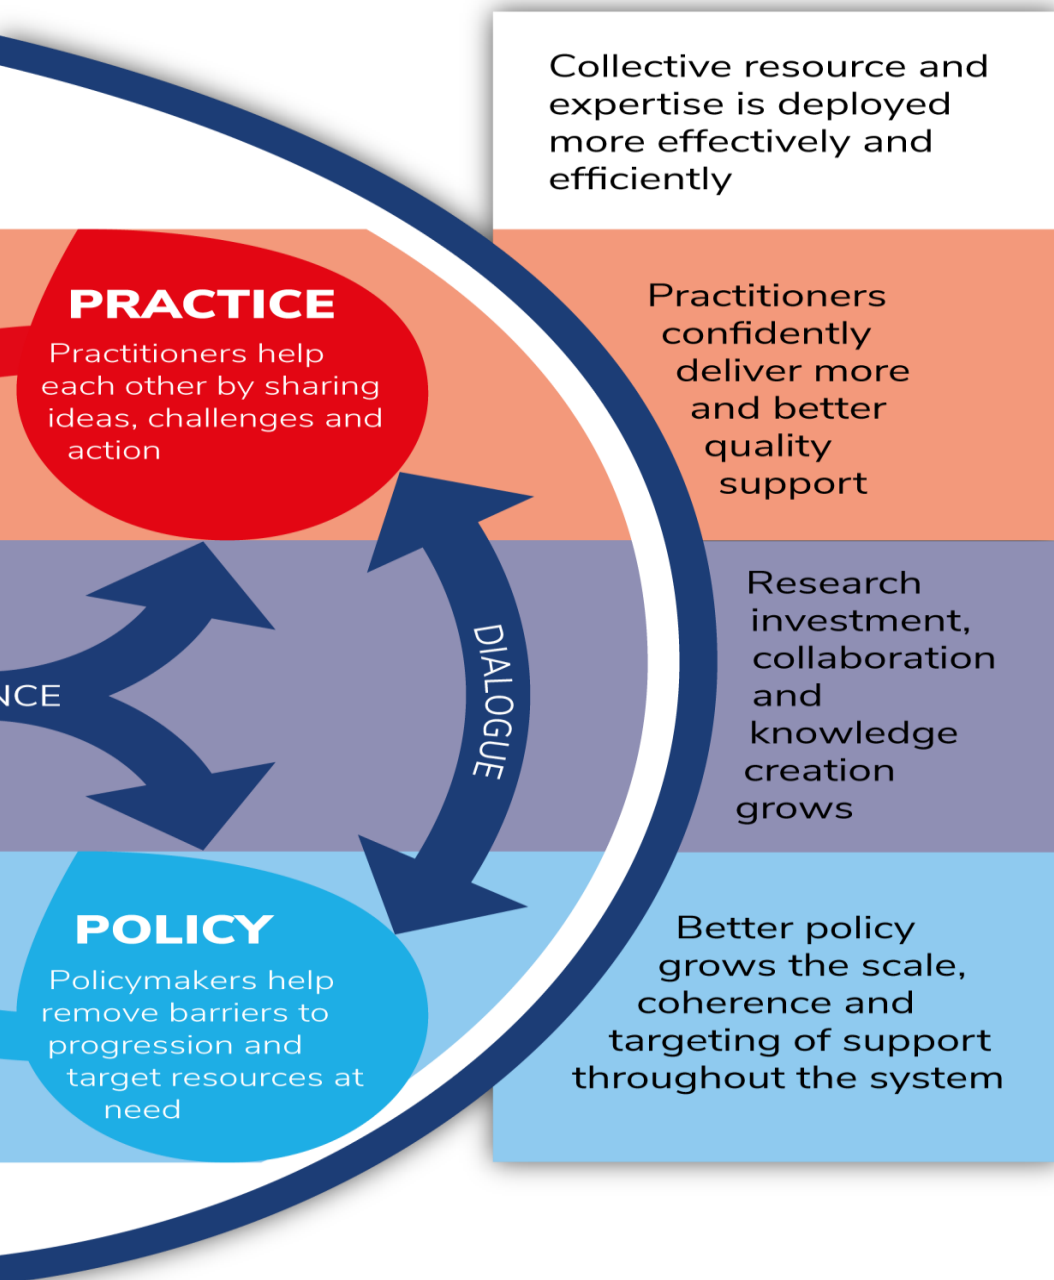 Collective resource and
expertise is deployed
more effectively and
efficiently
PRACTICE
Practitioners help
each other by sharing
ideas, challenges and
action
Practitioners
confidently
deliver more
and better
quality
support
NCE
DIALOGUE
Research
investment,
collaboration
and
knowledge
creation
grows
POLICY
Policymakers help
remove barriers to
progression and
target resources at
need
Better policy
grows the scale,
coherence and
targeting of support
throughout the system